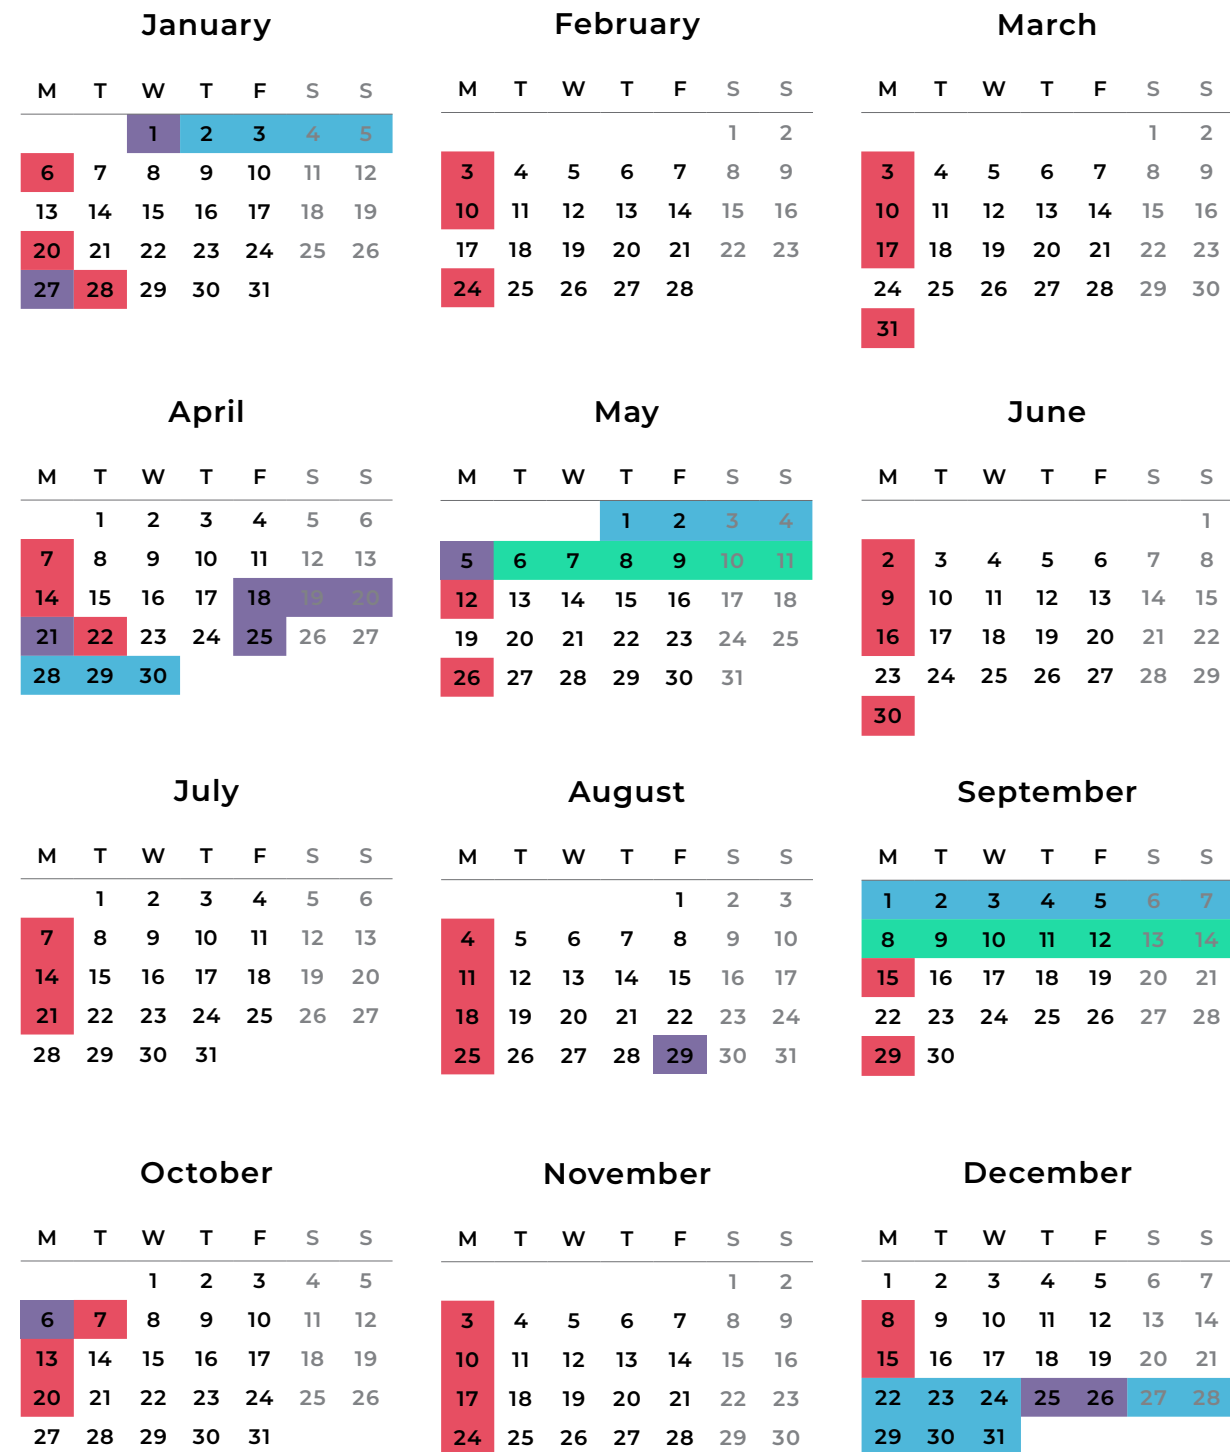 January February March
M T W T F S S M T W T F S S M T W T F S S
1 2 3 4 5 1 2 1 2
6 7 8 9 10 11 12 3 4 5 6 7 8 9 3 4 5 6 7 8 9
13 14 15 16 17 18 19 10 11 12 13 14 15 16 10 11 12 13 14 15 16
20 21 22 23 24 25 26 17 18 19 20 21 22 23 17 18 19 20 21 22 23
27 28 29 30 31 24 25 26 27 28 24 25 26 27 28 29 30
31
April May June
M T W T F S S M T W T F S S M T W T F S S
1 2 3 4 5 6 1 2 3 4 1
7 8 9 10 11 12 13 5 6 7 8 9 10 11 2 3 4 5 6 7 8
14 15 16 17 18 19 20 12 13 14 15 16 17 18 9 10 11 12 13 14 15
21 22 23 24 25 26 27 19 20 21 22 23 24 25 16 17 18 19 20 21 22
28 29 30 26 27 28 29 30 31 23 24 25 26 27 28 29
30
July August September
M T W T F S S M T W T F S S M T W T F S S
1 2 3 4 5 6 1 2 3 1 2 3 4 5 6 7
7 8 9 10 11 12 13 4 5 6 7 8 9 10 8 9 10 11 12 13 14
14 15 16 17 18 19 20 11 12 13 14 15 16 17 15 16 17 18 19 20 21
21 22 23 24 25 26 27 18 19 20 21 22 23 24 22 23 24 25 26 27 28
28 29 30 31 25 26 27 28 29 30 31 29 30
October November December
M T W T F S S M T W T F S S M T W T F S S
1 2 3 4 5 1 2 1 2 3 4 5 6 7
6 7 8 9 10 11 12 3 4 5 6 7 8 9 8 9 10 11 12 13 14
13 14 15 16 17 18 19 10 11 12 13 14 15 16 15 16 17 18 19 20 21
20 21 22 23 24 25 26 17 18 19 20 21 22 23 22 23 24 25 26 27 28
27 28 29 30 31 24 25 26 27 28 29 30 29 30 31